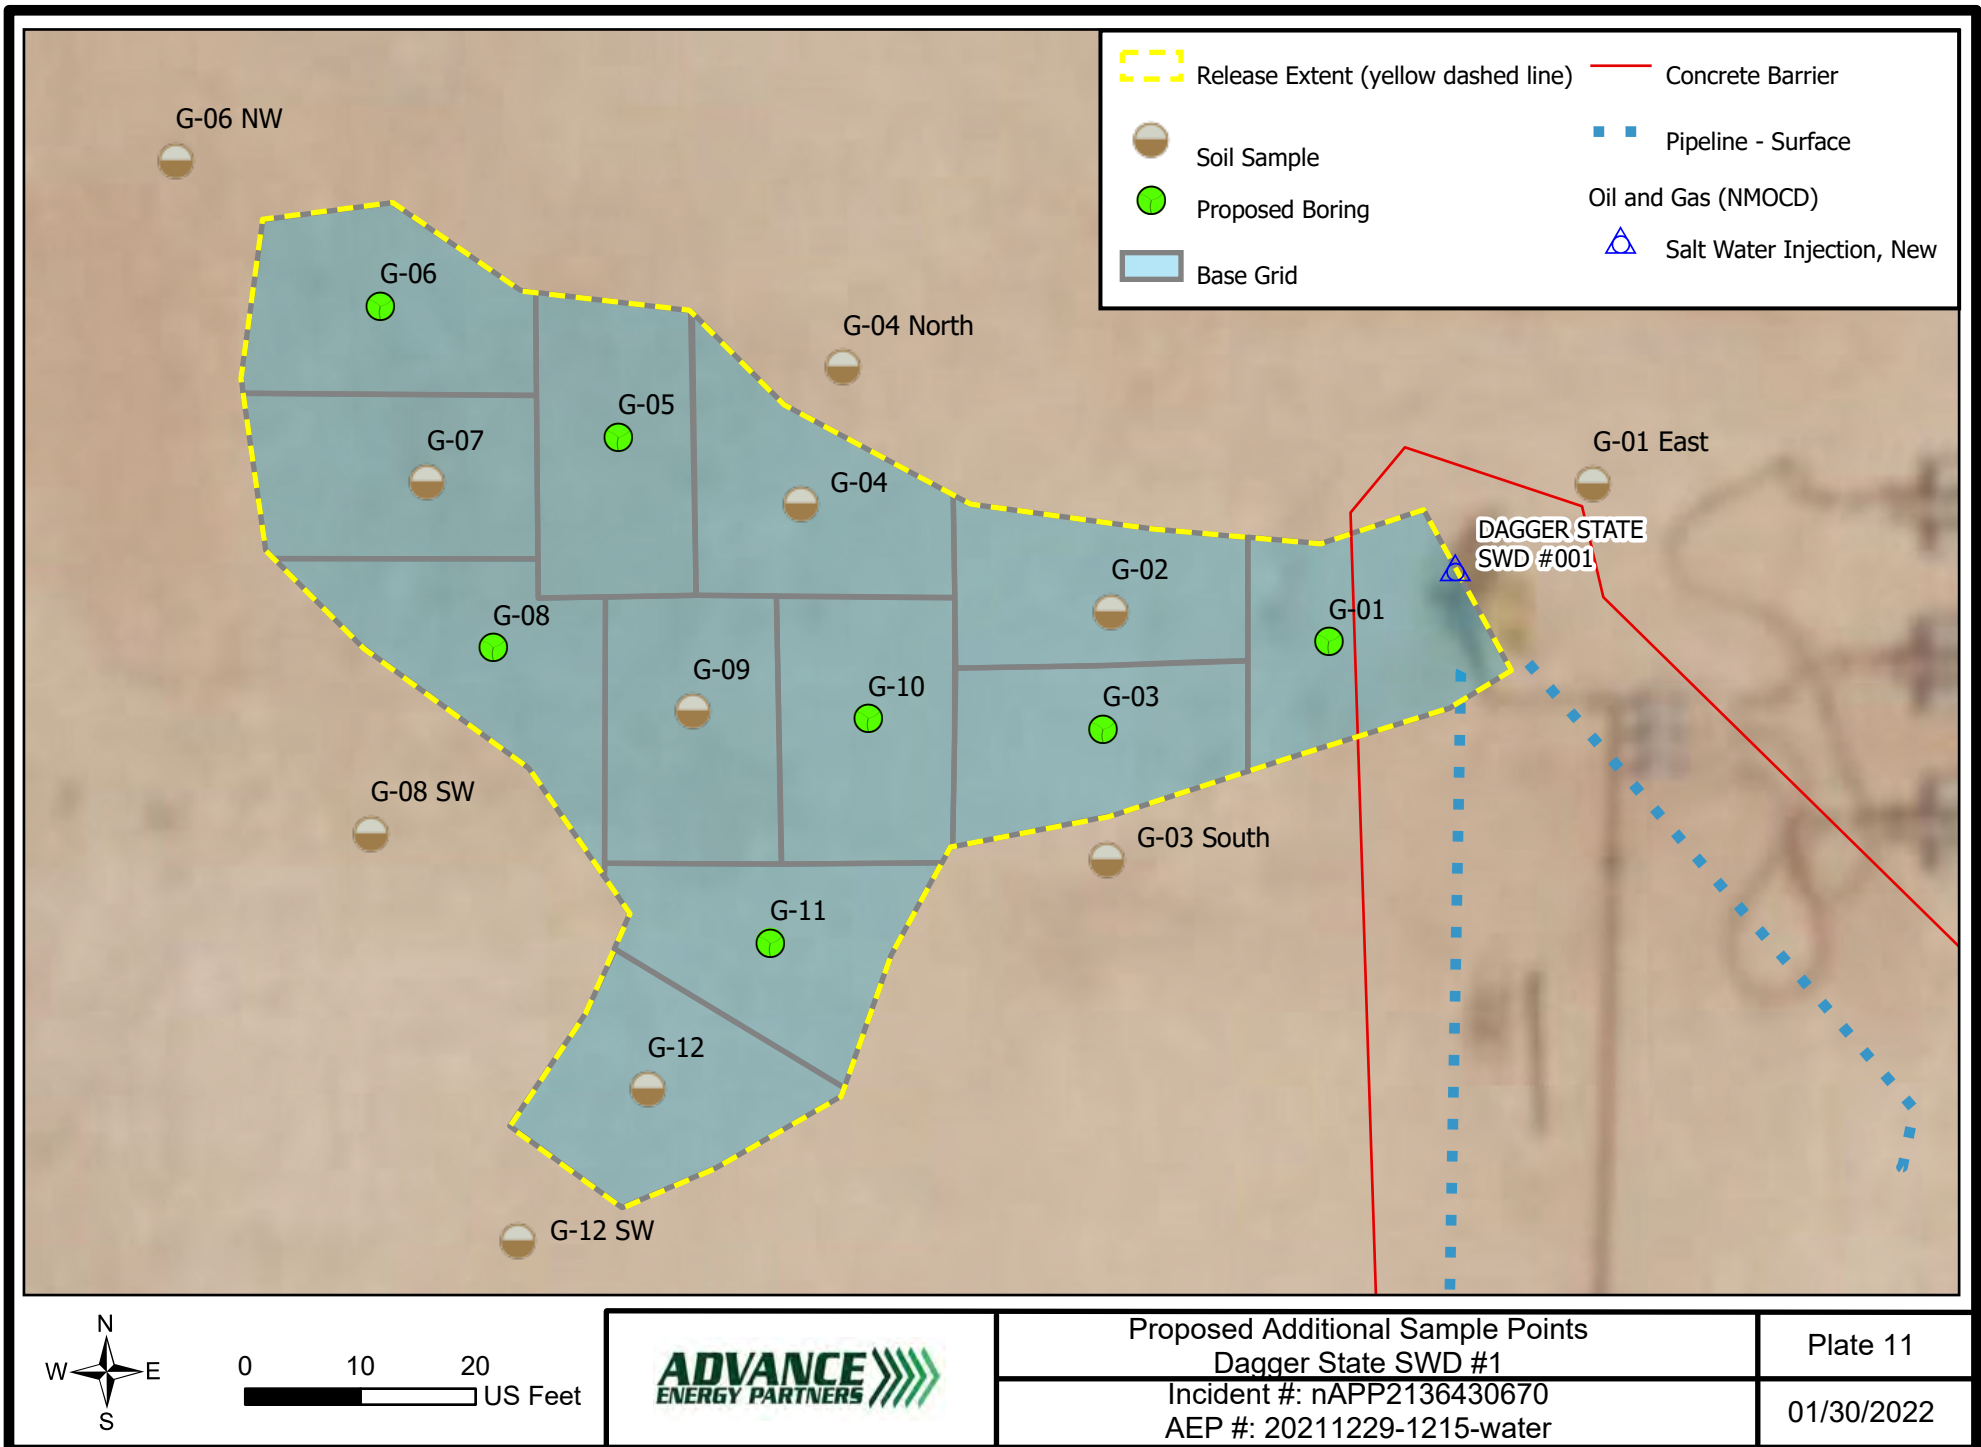 Release Extent (yellow dashed line)
Concrete Barrier
Soil Sample
Pipeline - Surface
Proposed Boring
Oil and Gas (NMOCD)
Base Grid
Salt Water Injection, New
G-06 NW
G-06
G-04 North
G-05
G-07
G-04
G-01 East
DAGGER STATE
SWD #001
G-02
G-01
G-08
G-09
G-10
G-03
G-08 SW
G-03 South
G-11
G-12
G-12 SW
N
W E
S
0 10 20
US Feet
ADVANCE
ENERGY PARTNERS
Proposed Additional Sample Points
Dagger State SWD #1
Incident #: nAPP2136430670
AEP #: 20211229-1215-water
Plate 11
01/30/2022